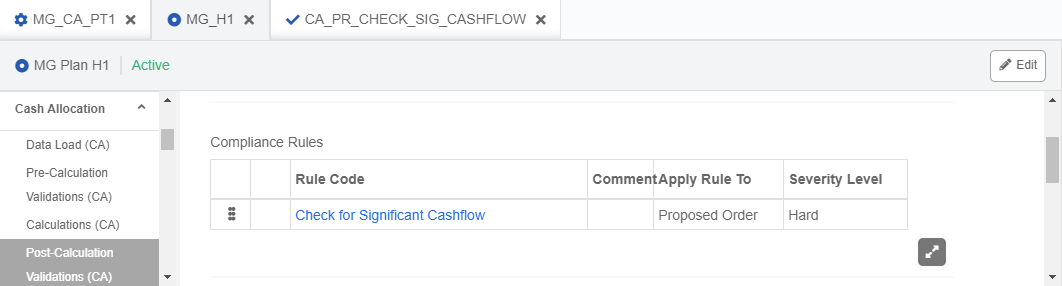 MG_CA_PT1 MG_H1 CA_PR_CHECK_SIG_CASHFLOW
MG Plan H1 Active Edit
Cash Allocation
Data Load (CA)
Pre-Calculation
Validations (CA)
Calculations (CA)
Post-Calculation
Validations (CA)
Compliance Rules
Rule Code Comment Apply Rule To Severity Level
Check for Significant Cashflow Proposed Order Hard